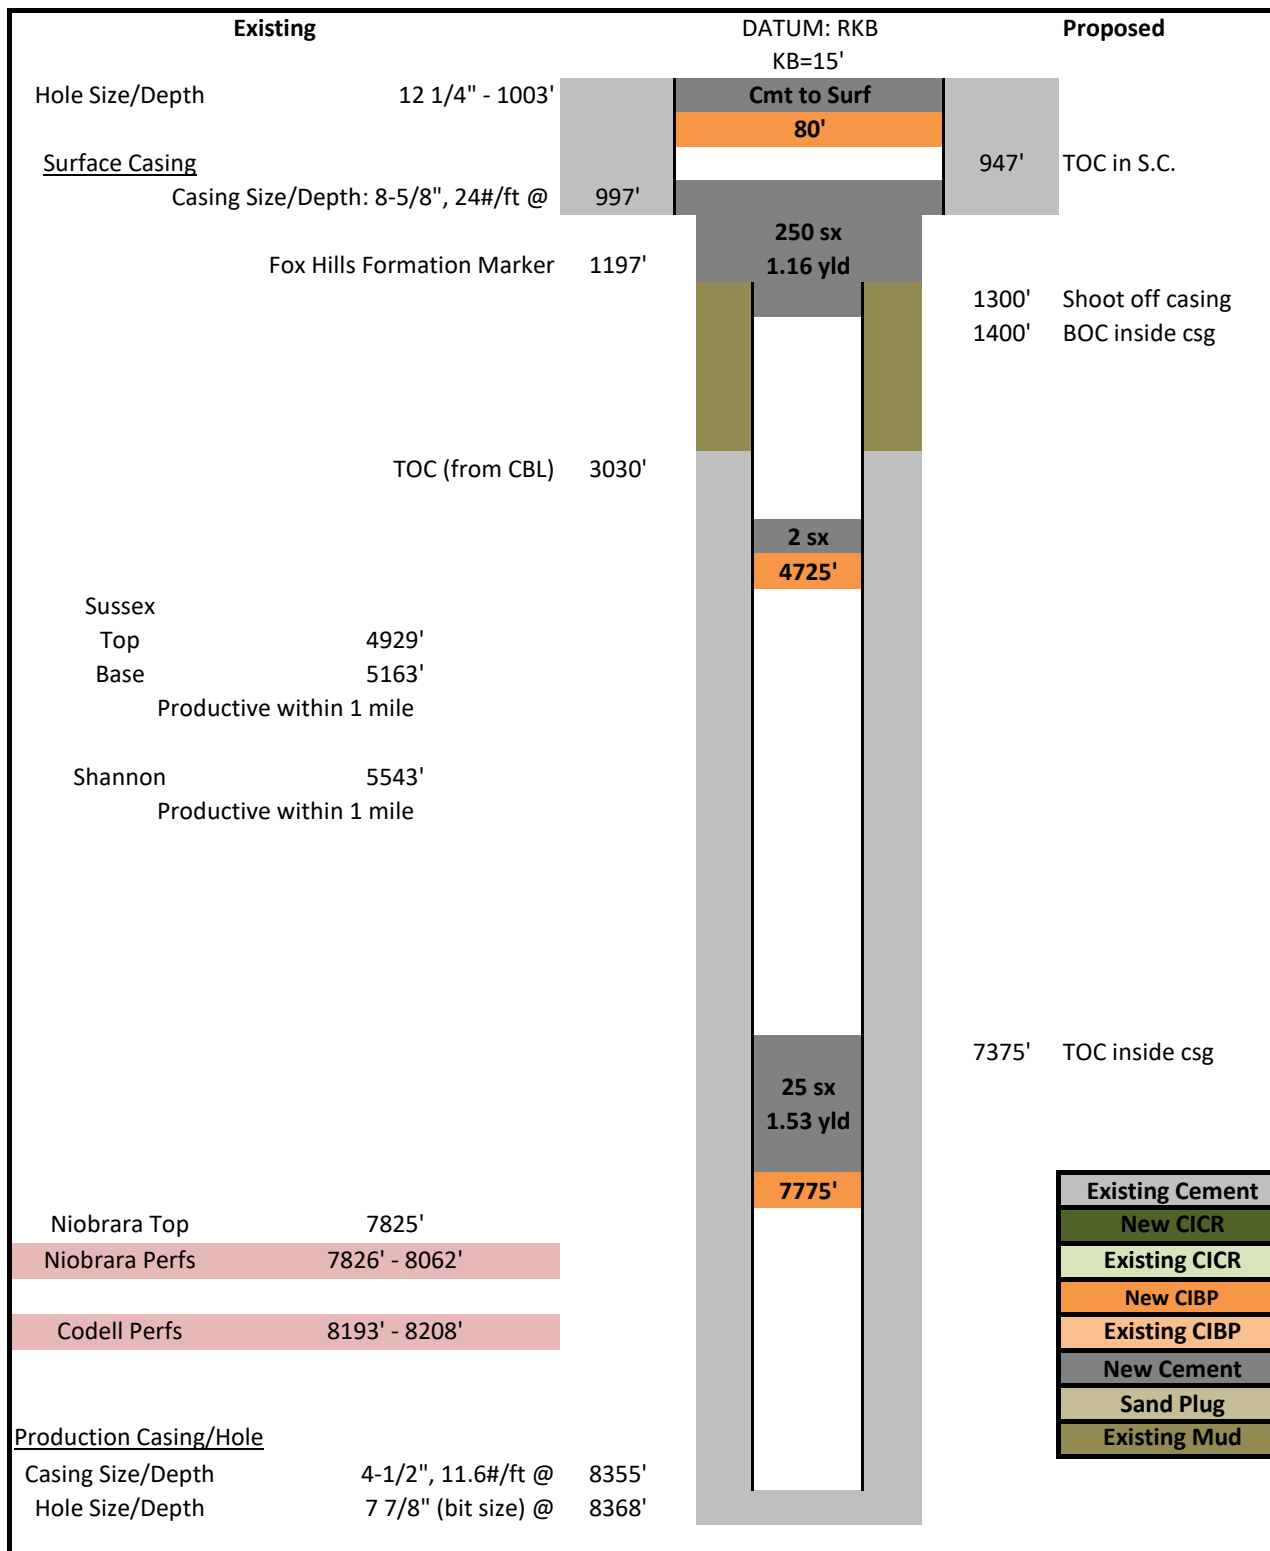 Existing DATUM: RKB Proposed
KB=15'
Hole Size/Depth 12 1/4" - 1003' Cmt to Surf
80'
Surface Casing 947' TOC in S.C.
Casing Size/Depth: 8-5/8", 24#/ft @ 997'
250 sx
Fox Hills Formation Marker 1197' 1.16 yld
1300' Shoot off casing
1400' BOC inside csg
TOC (from CBL) 3030'
2 sx
4725'
Sussex
Top 4929'
Base 5163'
Productive within 1 mile
Shannon 5543'
Productive within 1 mile
7375' TOC inside csg
25 sx
1.53 yld
7775' Existing Cement
Niobrara Top 7825' New CICR
Niobrara Perfs 7826' - 8062' Existing CICR
New CIBP
Codell Perfs 8193' - 8208' Existing CIBP
New Cement
Sand Plug
Production Casing/Hole Existing Mud
Casing Size/Depth 4-1/2", 11.6#/ft @ 8355'
Hole Size/Depth 7 7/8" (bit size) @ 8368'